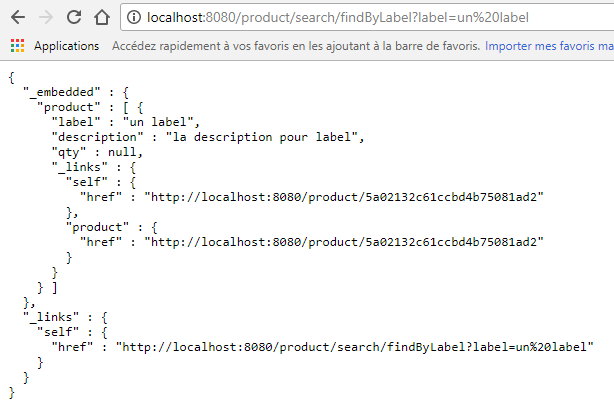 localhost:8080/product/search/findByLabel?label=un%20label
Applications Accédez rapidement à vos favoris en les ajoutant à la barre de favoris. Importer mes favoris ma
{
  "_embedded" : {
    "product" : [ {
      "label" : "un label",
      "description" : "la description pour label",
      "qty" : null,
      "_links" : {
        "self" : {
          "href" : "http://localhost:8080/product/5a02132c61ccbd4b75081ad2"
        },
        "product" : {
          "href" : "http://localhost:8080/product/5a02132c61ccbd4b75081ad2"
        }
      }
    } ]
  },
  "_links" : {
    "self" : {
      "href" : "http://localhost:8080/product/search/findByLabel?label=un%20label"
    }
  }
}